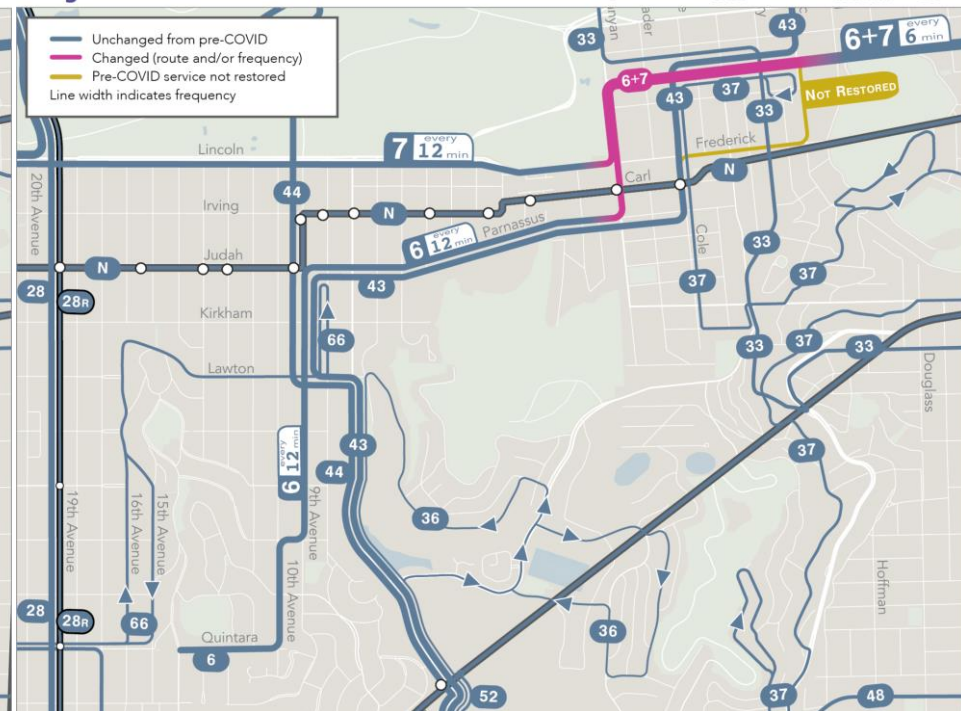 Unchanged from pre-COVID
Changed (route and/or frequency)
Pre-COVID service not restored
Line width indicates frequency
33
43
6+7 every 6 min
6+7
43
37
33
NOT RESTORED
Lincoln
7 every 12 min
Frederick
20th Avenue
44
Irving
N
Carl
N
Parnassus
6 every 12 min
Judah
N
43
Cole
33
37
37
28
28R
Kirkham
66
33
37
33
Lawton
Douglass
43
44
6 every 12 min
37
19th Avenue
16th Avenue
15th Avenue
9th Avenue
10th Avenue
36
Hoffman
28
28R
66
Quintara
6
36
52
37
48